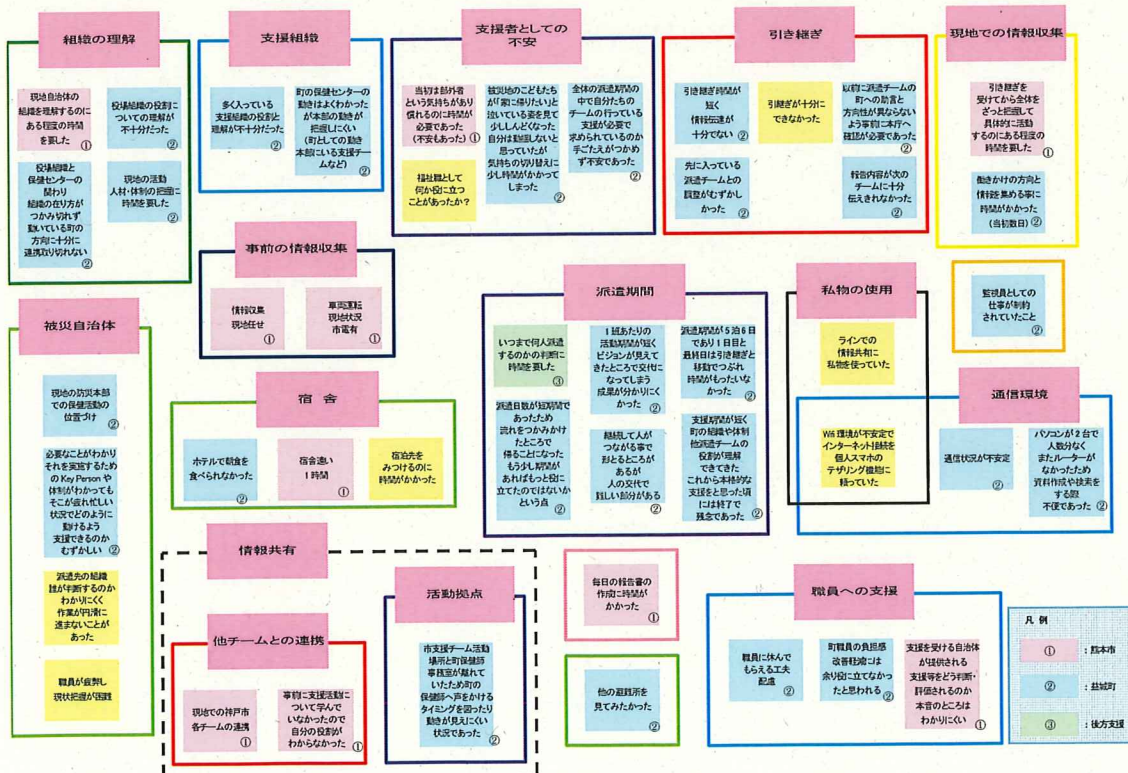 組織の理解
現地自治体の
組織を理解するのに
ある程度の時間
を要した
①
役場組織の役割に
ついての理解が
不十分だった
②
役場組織と
保健センターの
関わり
組織の在り方が
つかみ切れず
動いている町の
方向に十分に
連携取り切れない
②
現地の活動
人材・体制の把握に
時間を要した
②
支援組織
多く入っている
支援組織の役割と
理解が不十分だった
②
町の保健センターの
動きはよくわかった
が本部の動きが
把握しにくい
(町としての動き
本部にいる支援チー
ムなど)
②
支援者としての
不安
当初は部外者
という気持ちがあり
慣れるのに時間が
必要であった
(不安もあった)
①
被災地のこどもたち
が「家に帰りたい」と
泣いている姿を見て
少ししんどくなった
自分は動揺しないと
思っていたが
気持ちの切り替えに
少し時間がかかって
しまった
②
全体の派遣期間の
中で自分たちの
チームの行っている
支援が必要で
求められているのか
手ごたえがつかめ
ず不安であった
②
福祉職として
何か役に立つ
ことがあったか?
引き継ぎ
引き継ぎ時間が
短く
情報伝達が
十分でない
②
引継ぎが十分に
できなかった
以前に派遣チームの
町への助言と
方向性が異ならない
よう事前に本庁へ
確認が必要であった
②
先に入っている
派遣チームとの
調整がむずかし
かった
②
報告内容が次の
チームに十分
伝えきれなかった
②
現地での情報収集
引き継ぎを
受けてから全体を
ざっと把握して
具体的に活動
するのにある程度の
時間を要した
①
働きかけの方向と
情報を集める事に
時間がかかった
(当初数日)
②
事前の情報収集
情報収集
現地任せ
①
車両運転
現地状況
市電有
①
被災自治体
現地の防災本部
での保健活動の
位置づけ
②
必要なことがわかり
それを実施するため
のKey Personや
体制がわかっても
そこが疲れ忙しい
状況でどのように
動けるよう
支援できるのか
むずかしい
②
派遣先の組織
誰が判断するのか
わかりにくく
作業が円滑に
進まないことが
あった
職員が疲弊し
現状把握が困難
宿舎
ホテルで朝食を
食べられなかった
②
宿舎遠い
1時間
①
宿泊先を
みつけるのに
時間がかかった
派遣期間
いつまで何人派遣
するのかの判断に
時間を要した
③
1班あたりの
活動期間が短く
ビジョンが見えて
きたところで交代に
なってしまう
成果が分かりにく
かった
②
派遣期間が5泊6日
であり1日目と
最終日は引き継ぎと
移動でつぶれ
時間がもったいな
かった
②
派遣日数が短期間で
あったため
流れをつかみかけ
たところで
帰ることになった
もう少し期間が
あればもっと役に
立てたのではないか
という点
②
継続して人が
つながる事で
形とるところが
あるが
人の交代で
難しい部分がある
②
支援期間が短く
町の組織や体制
他派遣チームの
役割が理解
できてきた
これから本格的な
支援をと思った頃
には終了で
残念であった
②
私物の使用
ラインでの
情報共有に
私物を使っていた
Wifi環境が不安定で
インターネット接続を
個人スマホの
テザリング機能に
頼っていた
監視員としての
仕事が制約
されていたこと
②
通信環境
通信状況が不安定
②
パソコンが2台で
人数分なく
またルーターが
なかったため
資料作成や検索を
する際
不便であった
②
情報共有
他チームとの連携
現地での神戸市
各チームの連携
①
事前に支援活動に
ついて学んで
いなかったので
自分の役割が
わからなかった
①
活動拠点
市支援チーム活動
場所と町保健師
事務室が離れ
ていたため町の
保健師へ声をかける
タイミングを図ったり
動きが見えにくい
状況であった
②
毎日の報告書の
作成に時間が
かかった
①
他の避難所を
見てみたかった
②
職員への支援
職員に休んで
もらえる工夫
配慮
②
町職員の負担感
改善軽減には
余り役に立てなかっ
たと思われる
②
支援を受ける自治体
が提供される
支援等をどう判断・
評価されるのか
本音のところは
わかりにくい
①
凡例
① :熊本市
② :益城町
③ :後方支援